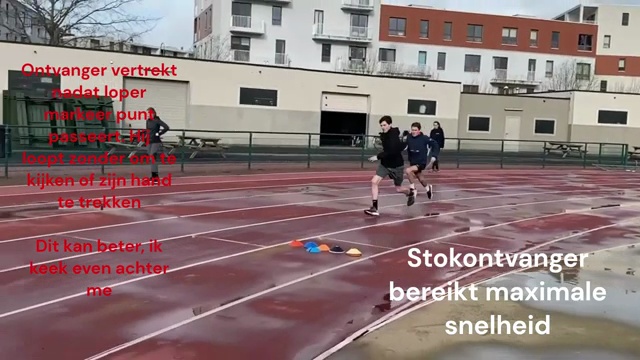 Ontvanger vertrekt
nadat loper
markeer punt
passeert. Hij
loopt zonder om te
kijken of zijn hand
te trekken
Dit kan beter, ik
keek even achter
me
Stokontvanger
bereikt maximale
snelheid